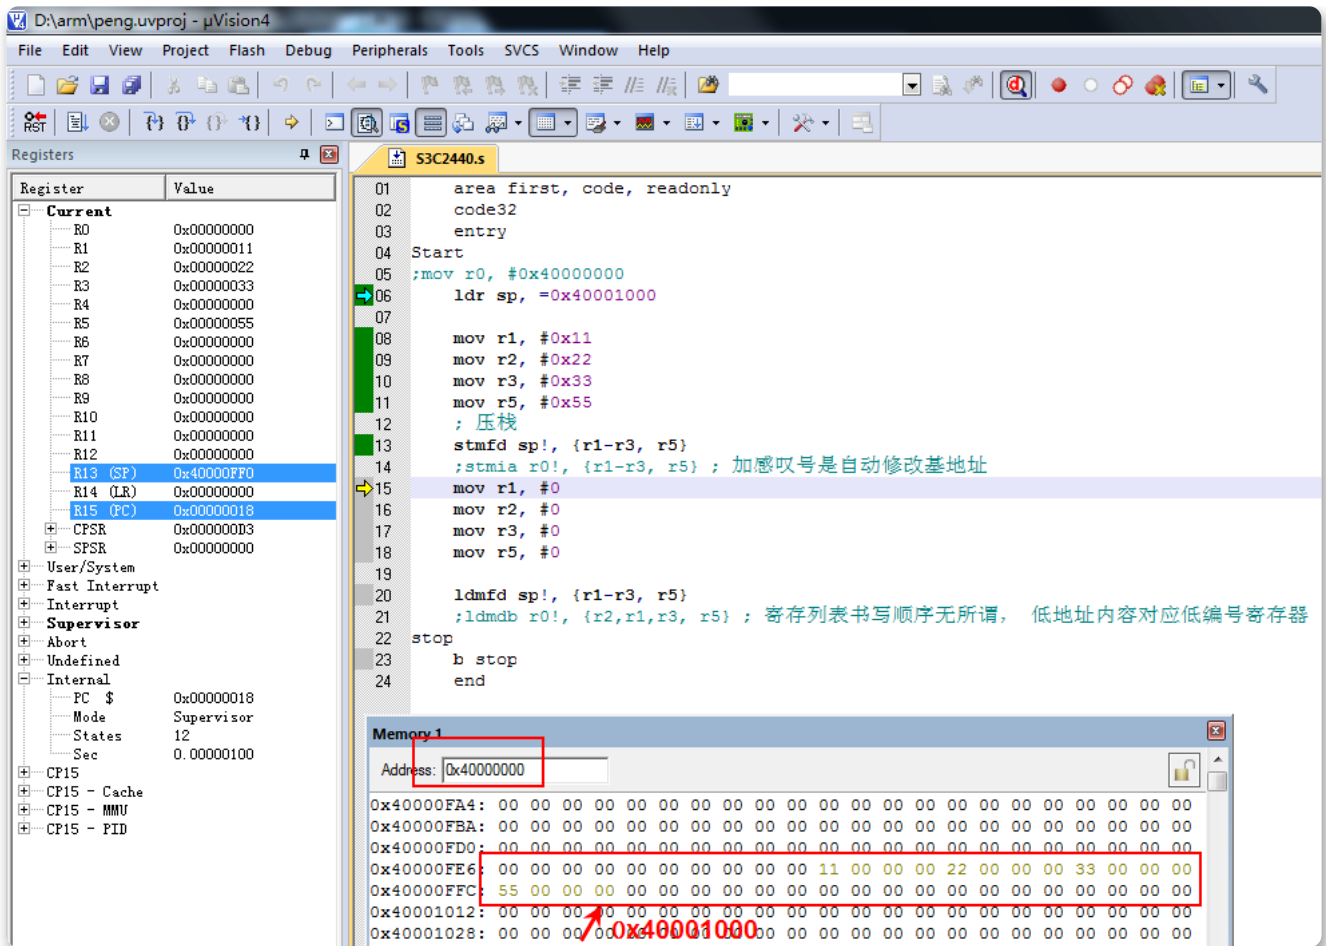 D:\arm\peng.uvproj - µVision4
File Edit View Project Flash Debug Peripherals Tools SVCS Window Help
RST
Registers
Register Value
Current
R0 0x00000000
R1 0x00000011
R2 0x00000022
R3 0x00000033
R4 0x00000000
R5 0x00000055
R6 0x00000000
R7 0x00000000
R8 0x00000000
R9 0x00000000
R10 0x00000000
R11 0x00000000
R12 0x00000000
R13 (SP) 0x40000FF0
R14 (LR) 0x00000000
R15 (PC) 0x00000018
CPSR 0x000000D3
SPSR 0x00000000
User/System
Fast Interrupt
Interrupt
Supervisor
Abort
Undefined
Internal
PC $ 0x00000018
Mode Supervisor
States 12
Sec 0.00000100
CP15
CP15 - Cache
CP15 - MMU
CP15 - PID
S3C2440.s
01 area first, code, readonly
02 code32
03 entry
04 Start
05 ;mov r0, #0x40000000
06 ldr sp, =0x40001000
07
08 mov r1, #0x11
09 mov r2, #0x22
10 mov r3, #0x33
11 mov r5, #0x55
12 ; 压栈
13 stmfd sp!, {r1-r3, r5}
14 ;stmia r0!, {r1-r3, r5} ; 加感叹号是自动修改基地址
15 mov r1, #0
16 mov r2, #0
17 mov r3, #0
18 mov r5, #0
19
20 ldmfd sp!, {r1-r3, r5}
21 ;ldmdb r0!, {r2,r1,r3, r5} ; 寄存列表书写顺序无所谓， 低地址内容对应低编号寄存器
22 stop
23 b stop
24 end
Memory 1
Address: 0x40000000
0x40000FA4: 00 00 00 00 00 00 00 00 00 00 00 00 00 00 00 00 00 00 00 00 00 00
0x40000FBA: 00 00 00 00 00 00 00 00 00 00 00 00 00 00 00 00 00 00 00 00 00 00
0x40000FD0: 00 00 00 00 00 00 00 00 00 00 00 00 00 00 00 00 00 00 00 00 00 00
0x40000FE6: 00 00 00 00 00 00 00 00 00 00 11 00 00 00 22 00 00 00 33 00 00 00
0x40000FFC: 55 00 00 00 00 00 00 00 00 00 00 00 00 00 00 00 00 00 00 00 00 00
0x40001012: 00 00 00 00 00 00 00 00 00 00 00 00 00 00 00 00 00 00 00 00 00 00
0x40001028: 00 00 00 00 00 00 00 00 00 00 00 00 00 00
0x40001000